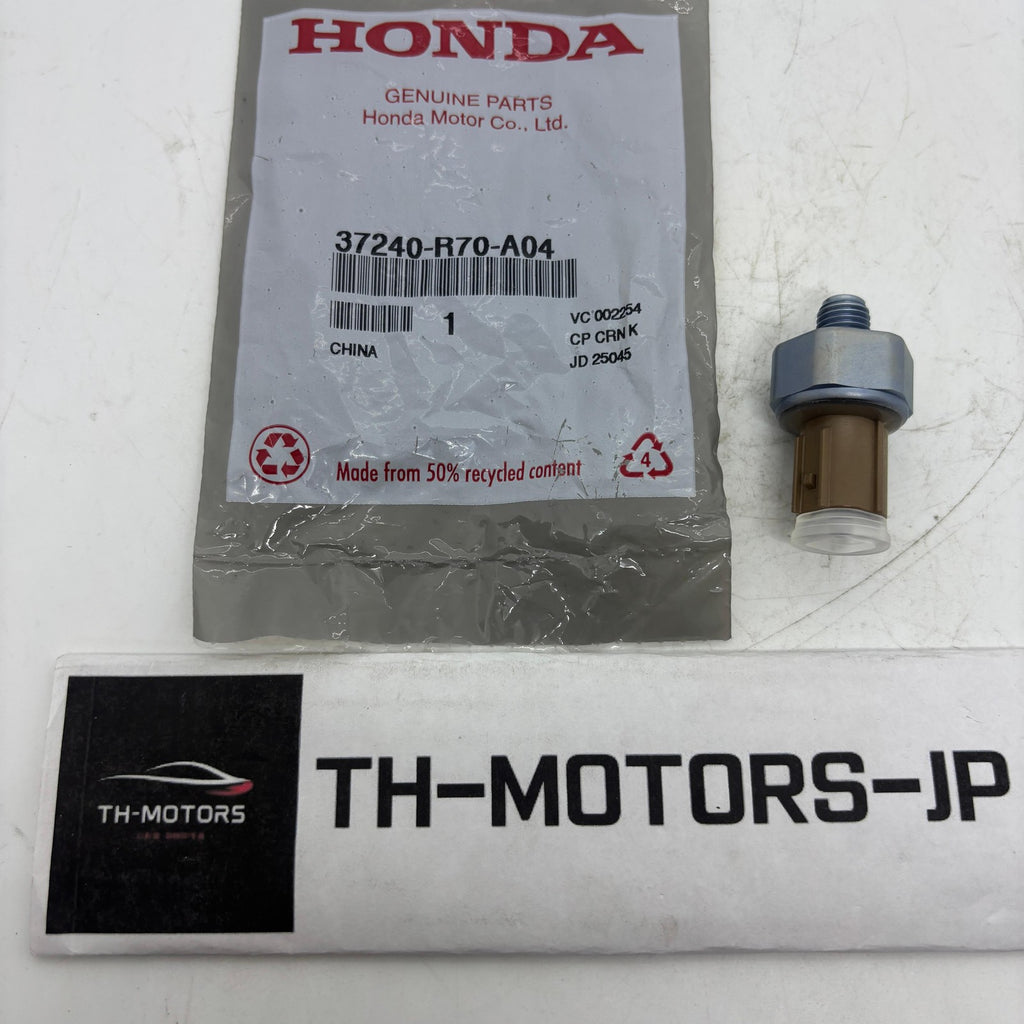 HONDA
GENUINE PARTS
Honda Motor Co., Ltd.
37240-R70-A04
1
CHINA
VC 002254
CP CRN K
JD 25045
Made from 50% recycled content
4
TH-MOTORS
TH-MOTORS-JP